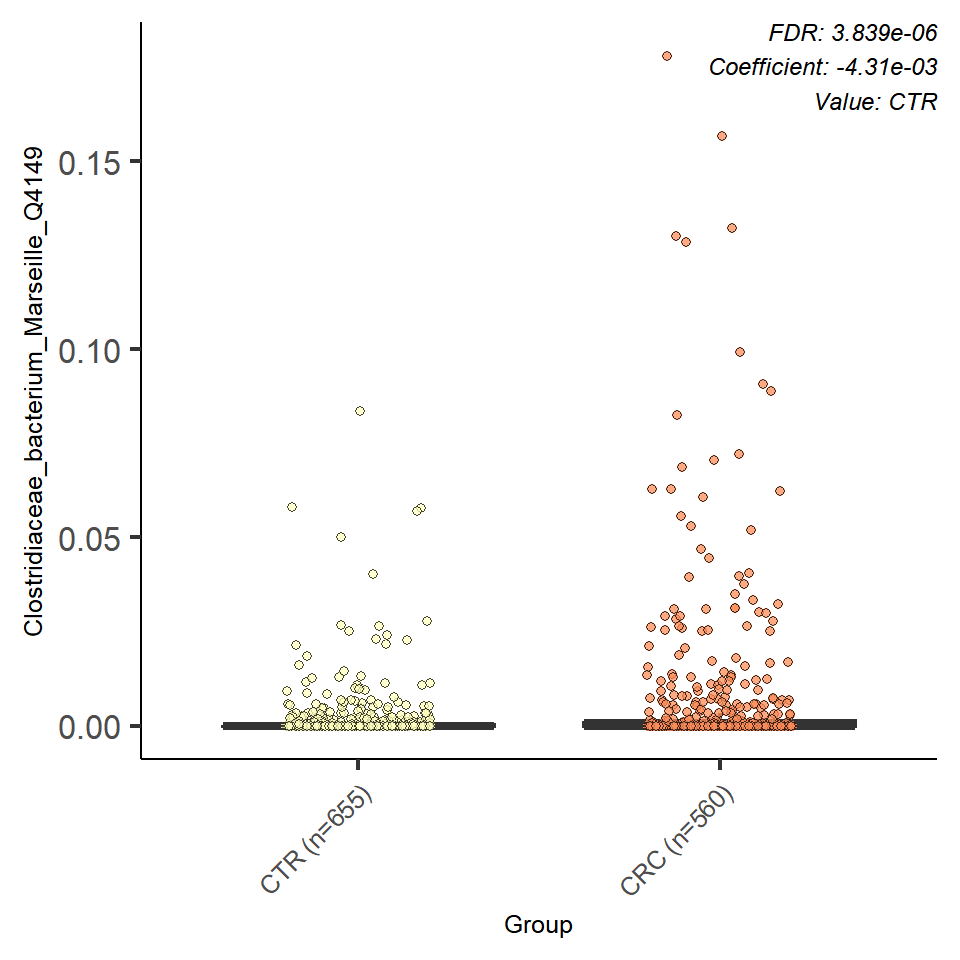 FDR: 3.839e-06
Coefficient: -4.31e-03
Value: CTR
Clostridiaceae_bacterium_Marseille_Q4149
0.15
0.10
0.05
0.00
CTR (n=655)
CRC (n=560)
Group